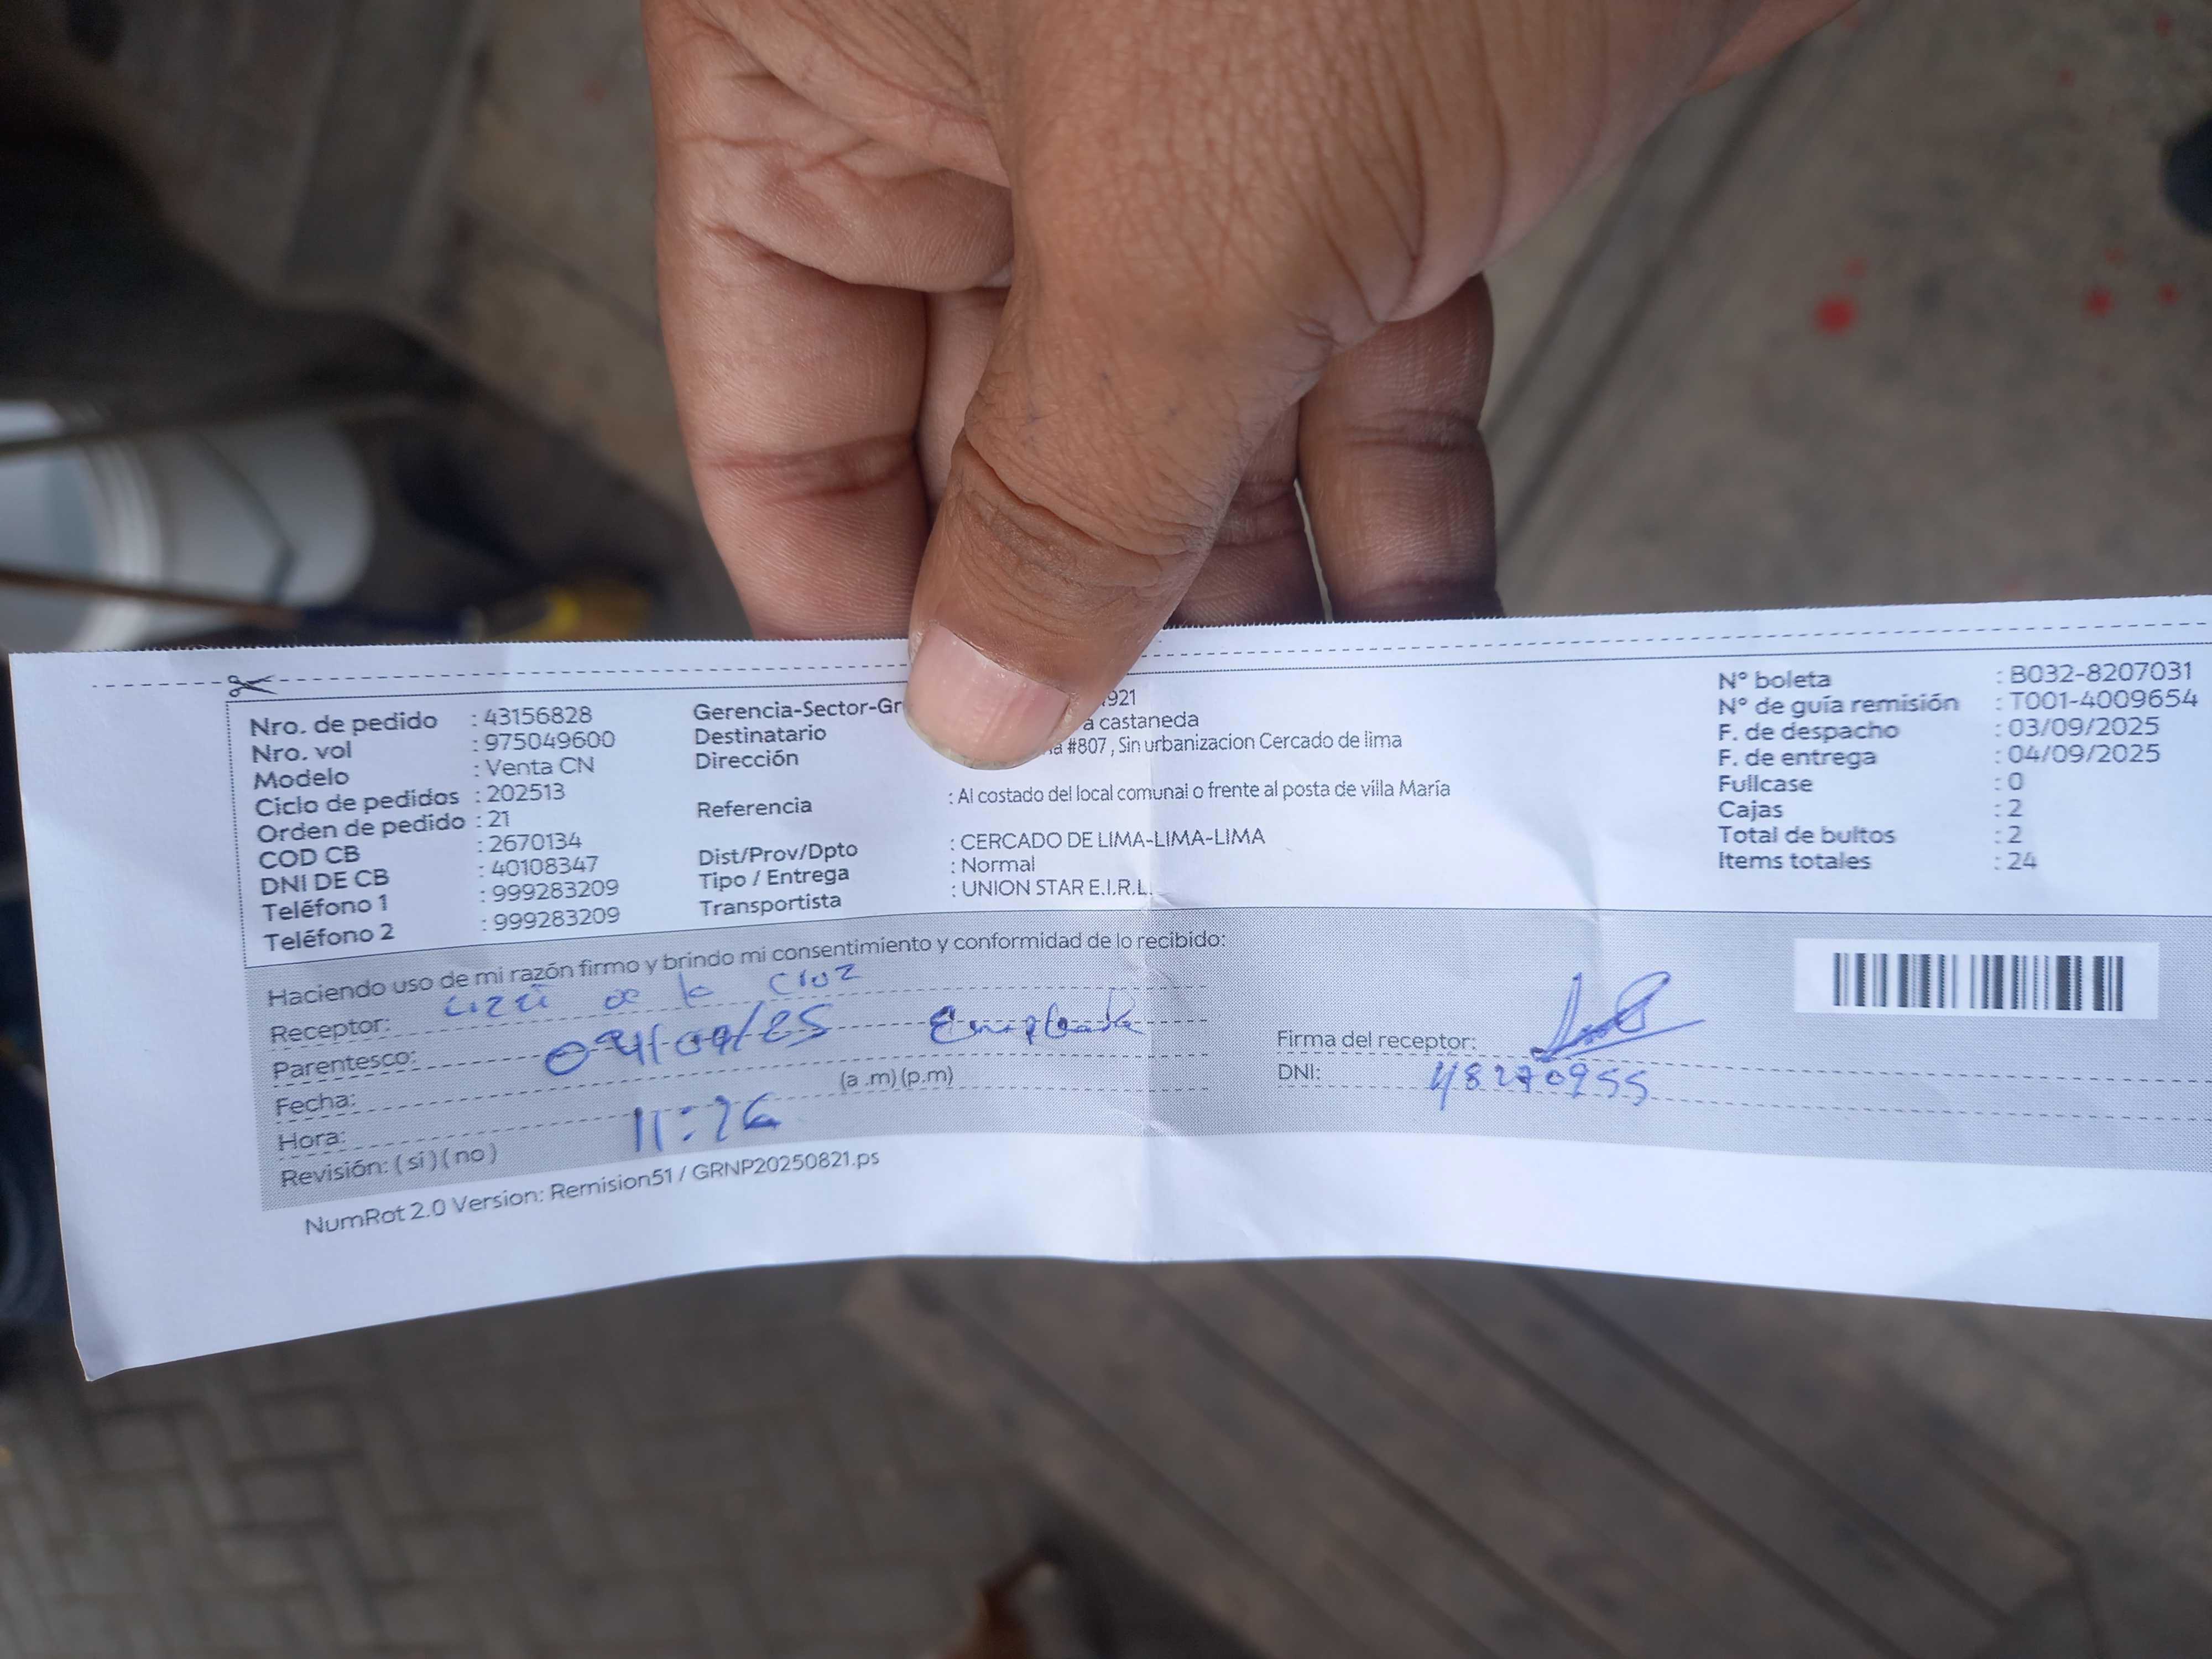 Nro. de pedido : 43156828
Nro. vol : 975049600
Modelo : Venta CN
Ciclo de pedidos : 202513
Orden de pedido : 21
COD CB : 2670134
DNI DE CB : 40108347
Teléfono 1 : 999283209
Teléfono 2 : 999283209
Gerencia-Sector-Gr 921
Destinatario a castaneda
Dirección a #807 , Sin urbanizacion Cercado de lima
Referencia : Al costado del local comunal o frente al posta de villa María
Dist/Prov/Dpto : CERCADO DE LIMA-LIMA-LIMA
Tipo / Entrega : Normal
Transportista : UNION STAR E.I.R.L.
N° boleta : B032-8207031
N° de guía remisión : T001-4009654
F. de despacho : 03/09/2025
F. de entrega : 04/09/2025
Fullcase : 0
Cajas : 2
Total de bultos : 2
Items totales : 24
Haciendo uso de mi razón firmo y brindo mi consentimiento y conformidad de lo recibido:
Receptor: de la Cruz
Parentesco:
Fecha: 04/09/25
Hora: 11:26 (a .m) (p.m)
Revisión: ( si ) ( no )
Firma del receptor:
DNI: 48270955
NumRot 2.0 Version: Remision51 / GRNP20250821.ps